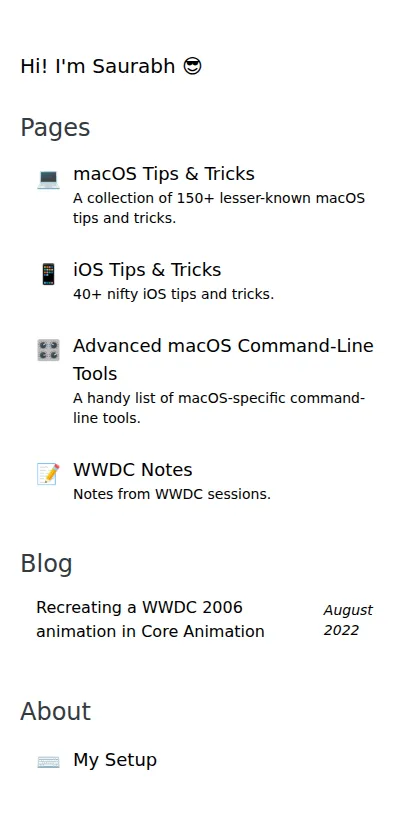 Hi! I'm Saurabh 😎
Pages
macOS Tips & Tricks
A collection of 150+ lesser-known macOS
tips and tricks.
iOS Tips & Tricks
40+ nifty iOS tips and tricks.
Advanced macOS Command-Line
Tools
A handy list of macOS-specific command-
line tools.
WWDC Notes
Notes from WWDC sessions.
Blog
Recreating a WWDC 2006
animation in Core Animation
August
2022
About
My Setup